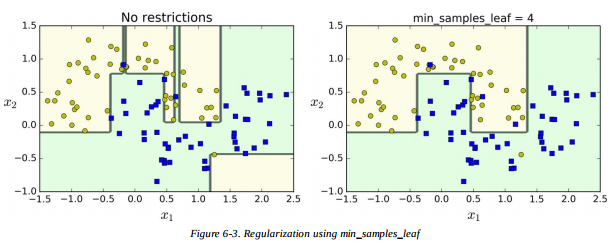 No restrictions
min_samples_leaf = 4
1.5
1.0
0.5
0.0
−0.5
−1.0
x2
−1.5 −1.0 −0.5 0.0 0.5 1.0 1.5 2.0 2.5
x1
1.5
1.0
0.5
0.0
−0.5
−1.0
x2
−1.5 −1.0 −0.5 0.0 0.5 1.0 1.5 2.0 2.5
x1
Figure 6-3. Regularization using min_samples_leaf